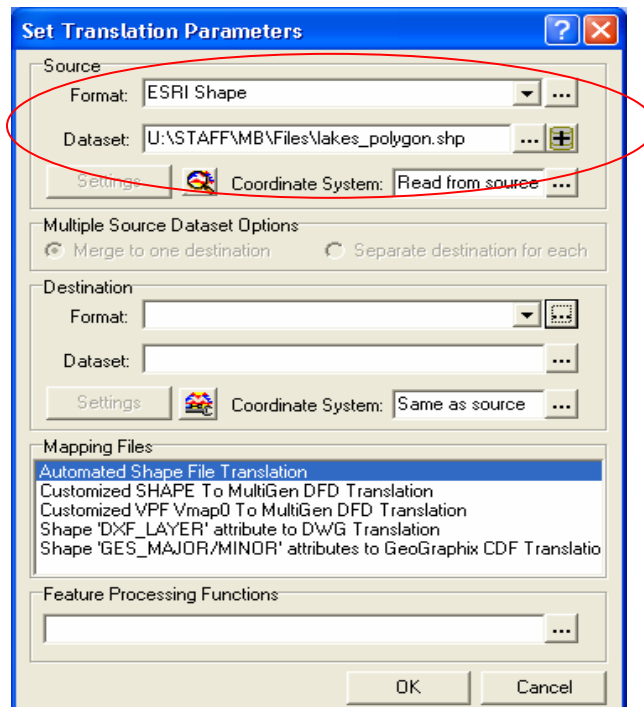 Set Translation Parameters
Source
Format: ESRI Shape ...
Dataset: U:\STAFF\MB\Files\lakes_polygon.shp ...
Settings Coordinate System: Read from source ...
Multiple Source Dataset Options
Merge to one destination Separate destination for each
Destination
Format: ...
Dataset: ...
Settings Coordinate System: Same as source ...
Mapping Files
Automated Shape File Translation
Customized SHAPE To MultiGen DFD Translation
Customized VPF Vmap0 To MultiGen DFD Translation
Shape 'DXF_LAYER' attribute to DWG Translation
Shape 'GES_MAJOR/MINOR' attributes to GeoGraphix CDF Translatio
Feature Processing Functions
...
OK Cancel